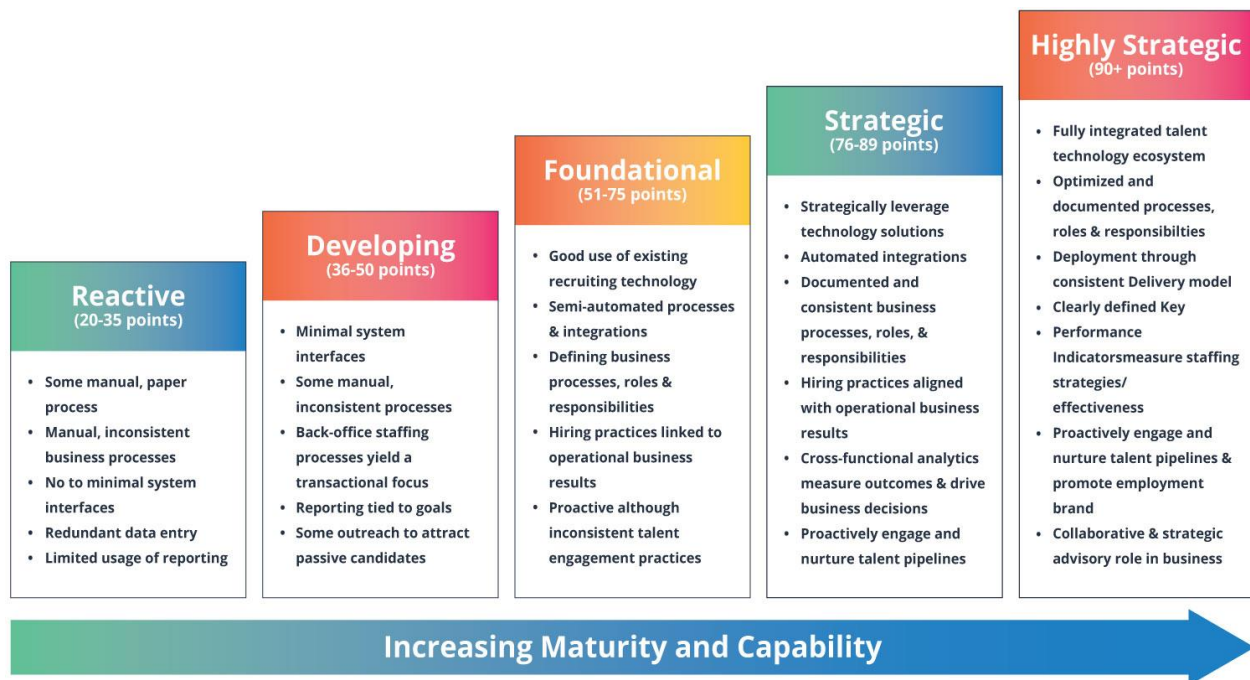 Reactive
(20-35 points)
• Some manual, paper
process
• Manual, inconsistent
business processes
• No to minimal system
interfaces
• Redundant data entry
• Limited usage of reporting
Developing
(36-50 points)
• Minimal system
interfaces
• Some manual,
inconsistent processes
• Back-office staffing
processes yield a
transactional focus
• Reporting tied to goals
• Some outreach to attract
passive candidates
Foundational
(51-75 points)
• Good use of existing
recruiting technology
• Semi-automated processes
& integrations
• Defining business
processes, roles &
responsibilities
• Hiring practices linked to
operational business
results
• Proactive although
inconsistent talent
engagement practices
Strategic
(76-89 points)
• Strategically leverage
technology solutions
• Automated integrations
• Documented and
consistent business
processes, roles, &
responsibilities
• Hiring practices aligned
with operational business
results
• Cross-functional analytics
measure outcomes & drive
business decisions
• Proactively engage and
nurture talent pipelines
Highly Strategic
(90+ points)
• Fully integrated talent
technology ecosystem
• Optimized and
documented processes,
roles & responsibilties
• Deployment through
consistent Delivery model
• Clearly defined Key
• Performance
Indicatorsmeasure staffing
strategies/
effectiveness
• Proactively engage and
nurture talent pipelines &
promote employment
brand
• Collaborative & strategic
advisory role in business
Increasing Maturity and Capability